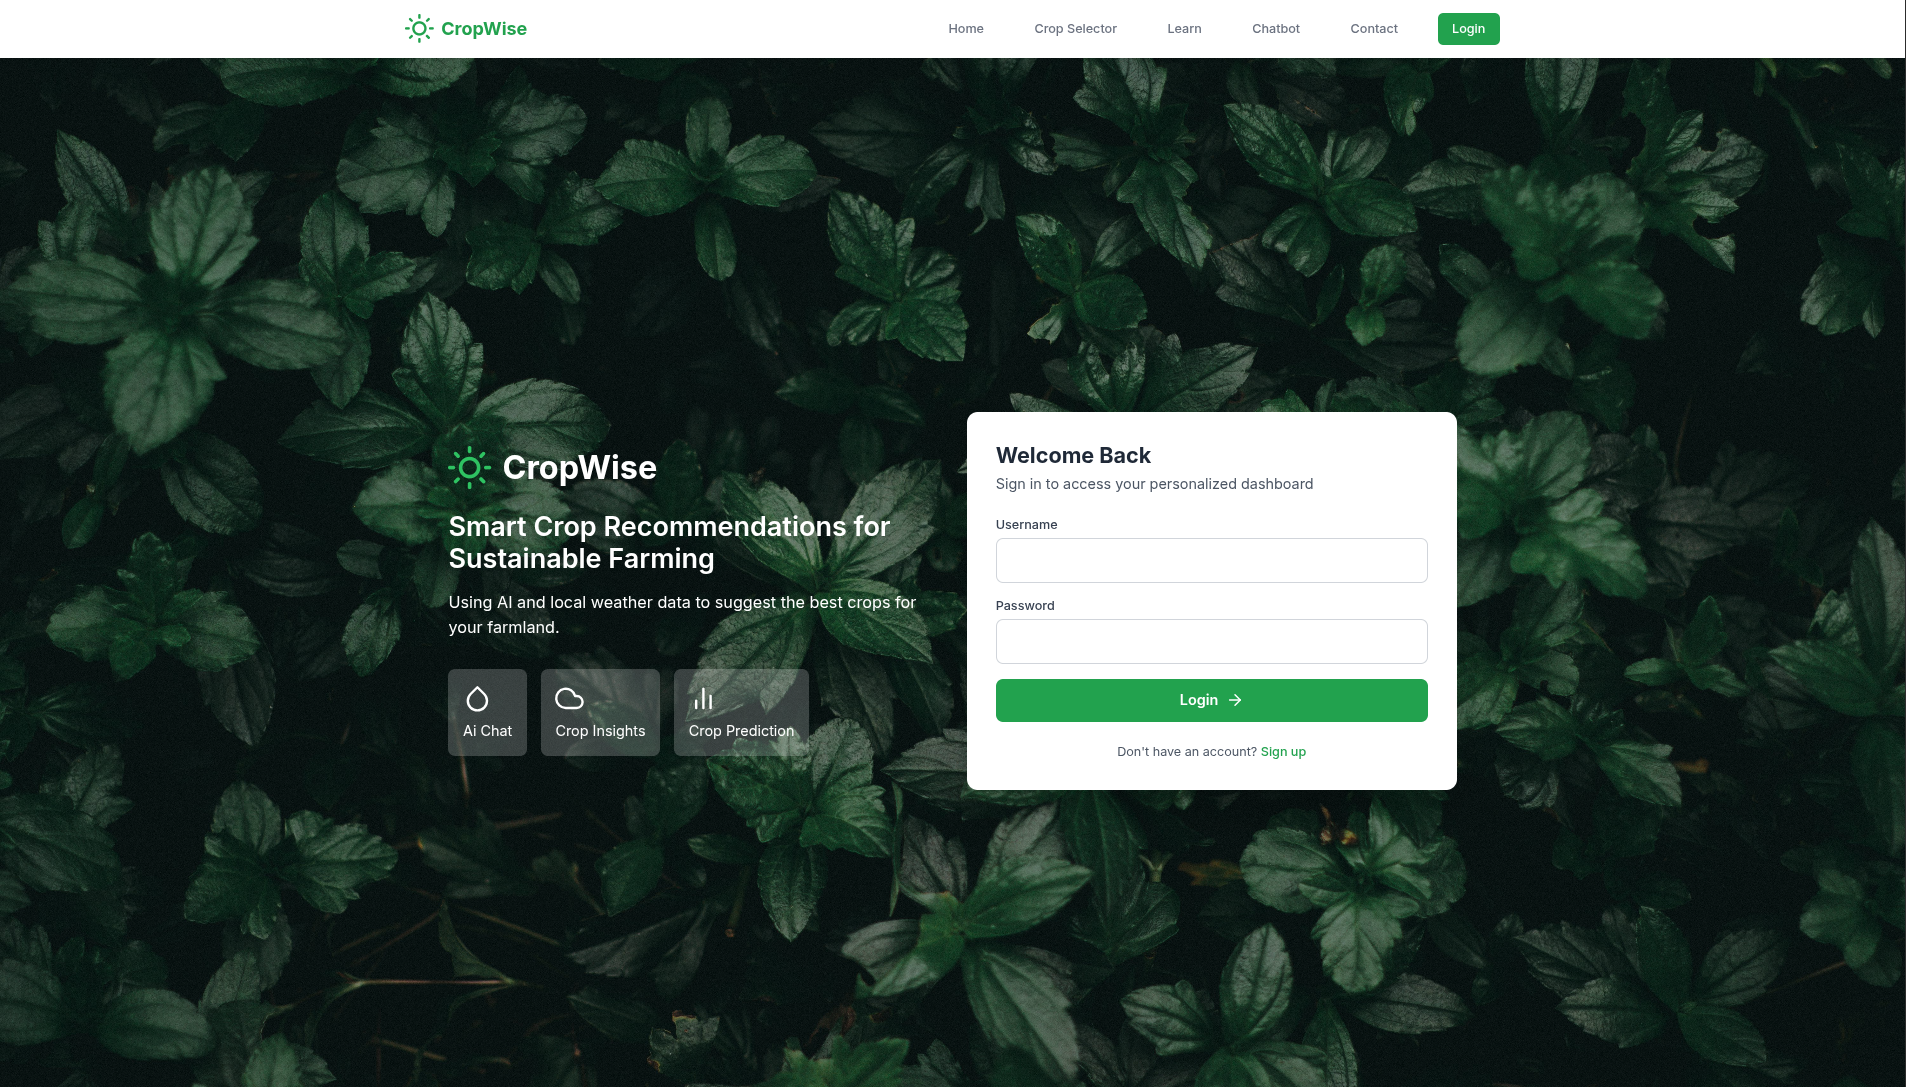 CropWise
Home
Crop Selector
Learn
Chatbot
Contact
Login
CropWise
Smart Crop Recommendations for
Sustainable Farming
Using AI and local weather data to suggest the best crops for
your farmland.
Ai Chat
Crop Insights
Crop Prediction
Welcome Back
Sign in to access your personalized dashboard
Username
Password
Login
Don't have an account? Sign up